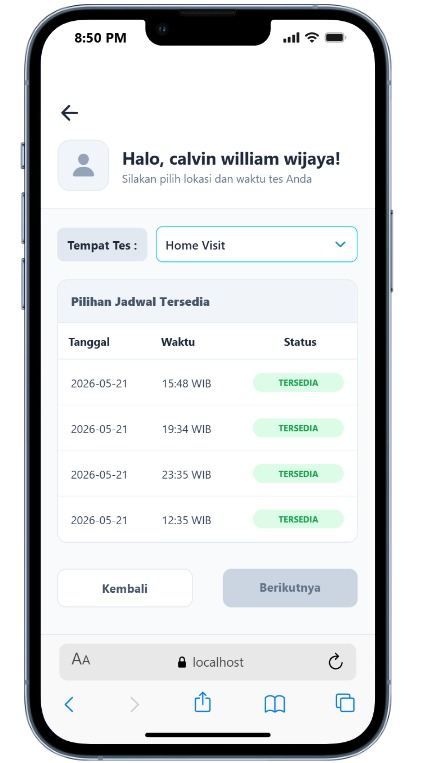 8:50 PM
Halo, calvin william wijaya!
Silakan pilih lokasi dan waktu tes Anda
Tempat Tes : Home Visit
Pilihan Jadwal Tersedia
Tanggal Waktu Status
2026-05-21 15:48 WIB TERSEDIA
2026-05-21 19:34 WIB TERSEDIA
2026-05-21 23:35 WIB TERSEDIA
2026-05-21 12:35 WIB TERSEDIA
Kembali Berikutnya
AA localhost